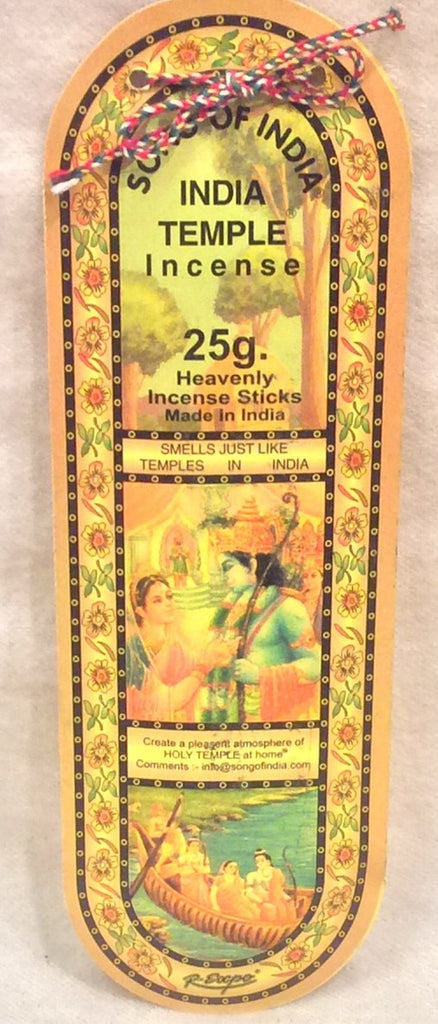 SONG OF INDIA
INDIA
TEMPLE®
Incense
25g.
Heavenly
Incense Sticks
Made in India
SMELLS JUST LIKE
TEMPLES IN INDIA
Create a pleasent atmosphere of
HOLY TEMPLE at home"
Comments :- info@songofindia.com
R-Expo®